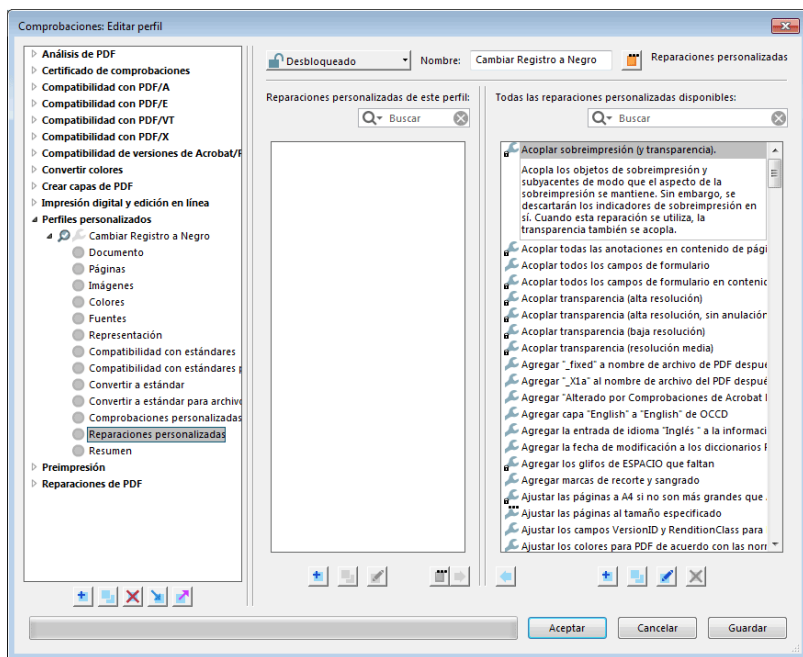 Comprobaciones: Editar perfil
Análisis de PDF
Certificado de comprobaciones
Compatibilidad con PDF/A
Compatibilidad con PDF/E
Compatibilidad con PDF/VT
Compatibilidad con PDF/X
Compatibilidad de versiones de Acrobat/F
Convertir colores
Crear capas de PDF
Impresión digital y edición en línea
Perfiles personalizados
Cambiar Registro a Negro
Documento
Páginas
Imágenes
Colores
Fuentes
Representación
Compatibilidad con estándares
Compatibilidad con estándares p
Convertir a estándar
Convertir a estándar para archivo
Comprobaciones personalizadas
Reparaciones personalizadas
Resumen
Preimpresión
Reparaciones de PDF
Desbloqueado
Nombre: Cambiar Registro a Negro
Reparaciones personalizadas
Reparaciones personalizadas de este perfil:
Buscar
Todas las reparaciones personalizadas disponibles:
Buscar
Acoplar sobreimpresión (y transparencia).
Acopla los objetos de sobreimpresión y
subyacentes de modo que el aspecto de la
sobreimpresión se mantiene. Sin embargo, se
descartarán los indicadores de sobreimpresión en
sí. Cuando esta reparación se utiliza, la
transparencia también se acopla.
Acoplar todas las anotaciones en contenido de pági
Acoplar todos los campos de formulario
Acoplar todos los campos de formulario en contenic
Acoplar transparencia (alta resolución)
Acoplar transparencia (alta resolución, sin anulación
Acoplar transparencia (baja resolución)
Acoplar transparencia (resolución media)
Agregar "_fixed" a nombre de archivo de PDF despué
Agregar "_X1a" al nombre de archivo del PDF despué
Agregar "Alterado por Comprobaciones de Acrobat
Agregar capa "English" a "English" de OCCD
Agregar la entrada de idioma "Inglés " a la informaci
Agregar la fecha de modificación a los diccionarios
Agregar los glifos de ESPACIO que faltan
Agregar marcas de recorte y sangrado
Ajustar las páginas a A4 si no son más grandes que
Ajustar las páginas al tamaño especificado
Ajustar los campos VersionID y RenditionClass para
Ajustar los colores para PDF de acuerdo con las norr
Aceptar
Cancelar
Guardar